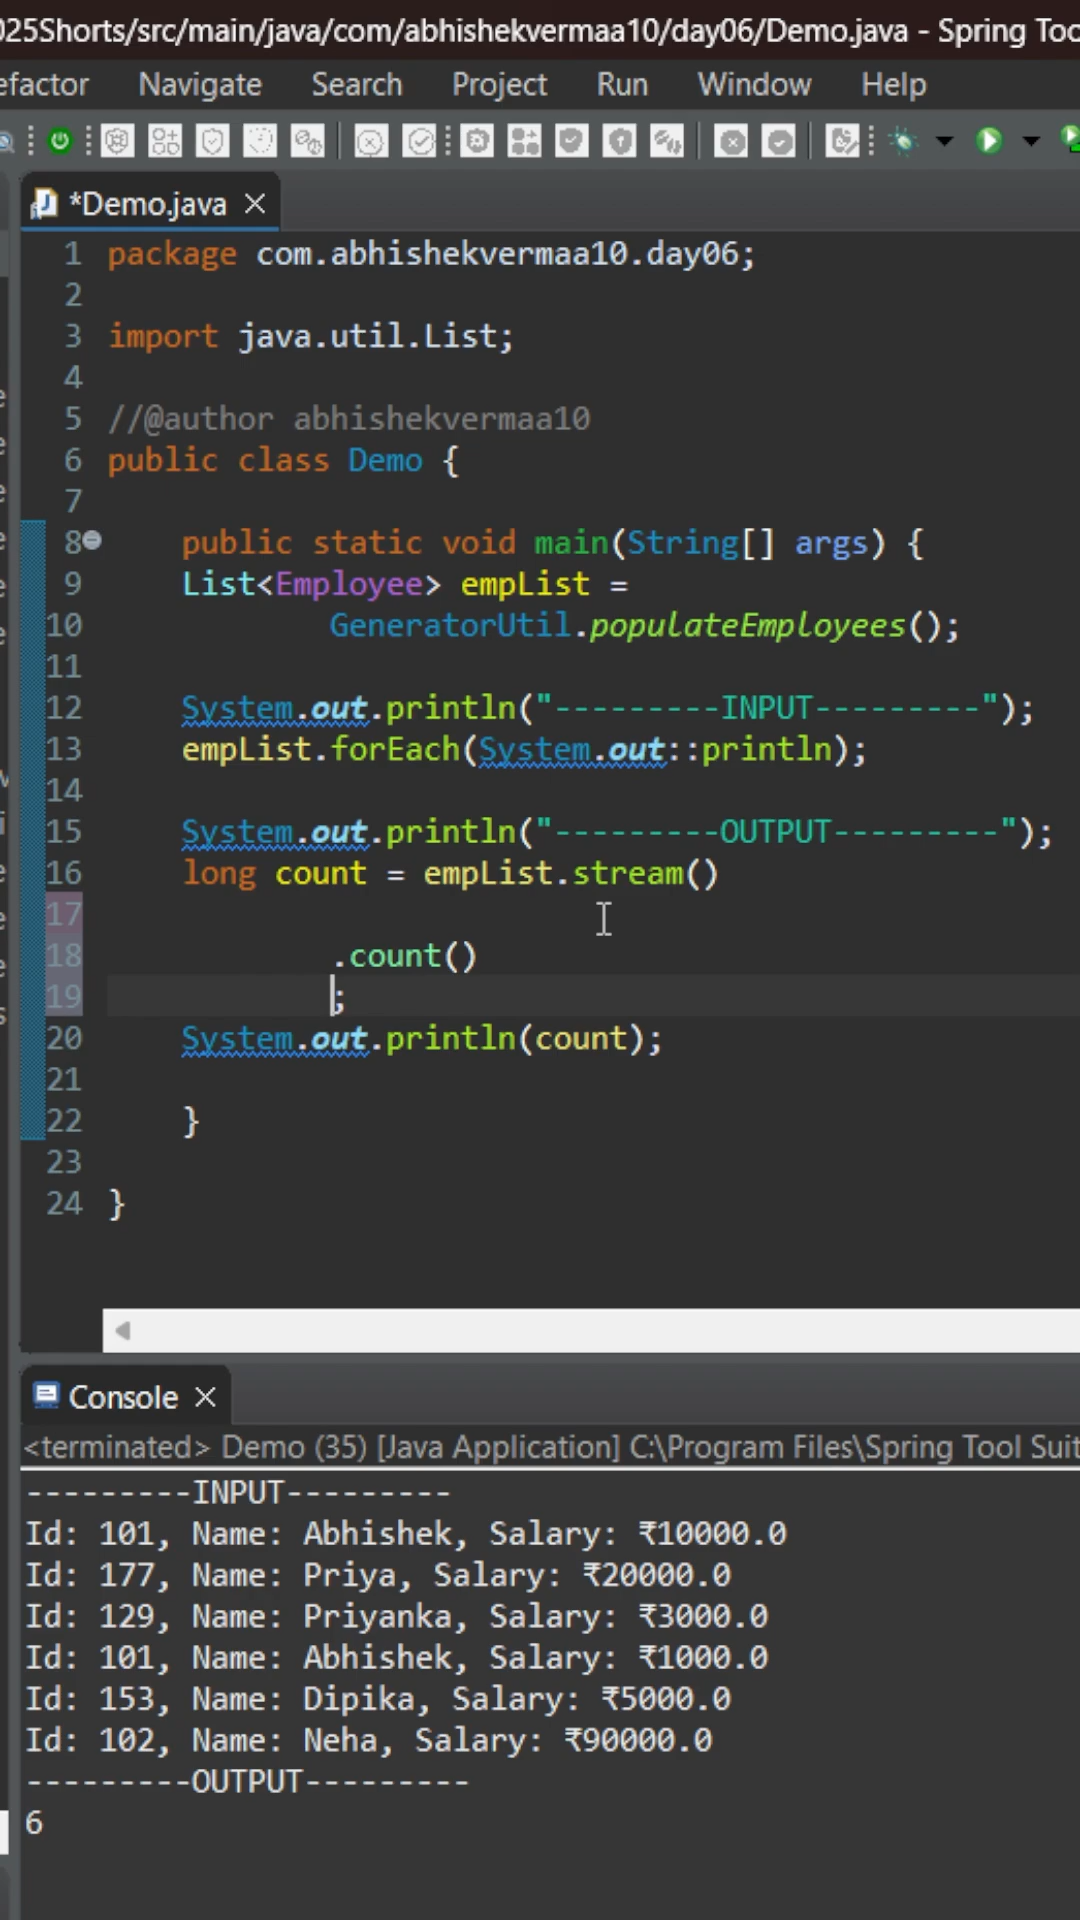 025Shorts/src/main/java/com/abhishekvermaa10/day06/Demo.java - Spring Too
efactor Navigate Search Project Run Window Help
*Demo.java
1 package com.abhishekvermaa10.day06;
2
3 import java.util.List;
4
5 //@author abhishekvermaa10
6 public class Demo {
7
8 public static void main(String[] args) {
9 List<Employee> empList =
10 GeneratorUtil.populateEmployees();
11
12 System.out.println("---------INPUT---------");
13 empList.forEach(System.out::println);
14
15 System.out.println("---------OUTPUT---------");
16 long count = empList.stream()
17
18 .count()
19 ;
20 System.out.println(count);
21
22 }
23
24 }
Console
<terminated> Demo (35) [Java Application] C:\Program Files\Spring Tool Suit
---------INPUT---------
Id: 101, Name: Abhishek, Salary: ₹10000.0
Id: 177, Name: Priya, Salary: ₹20000.0
Id: 129, Name: Priyanka, Salary: ₹3000.0
Id: 101, Name: Abhishek, Salary: ₹1000.0
Id: 153, Name: Dipika, Salary: ₹5000.0
Id: 102, Name: Neha, Salary: ₹90000.0
---------OUTPUT---------
6